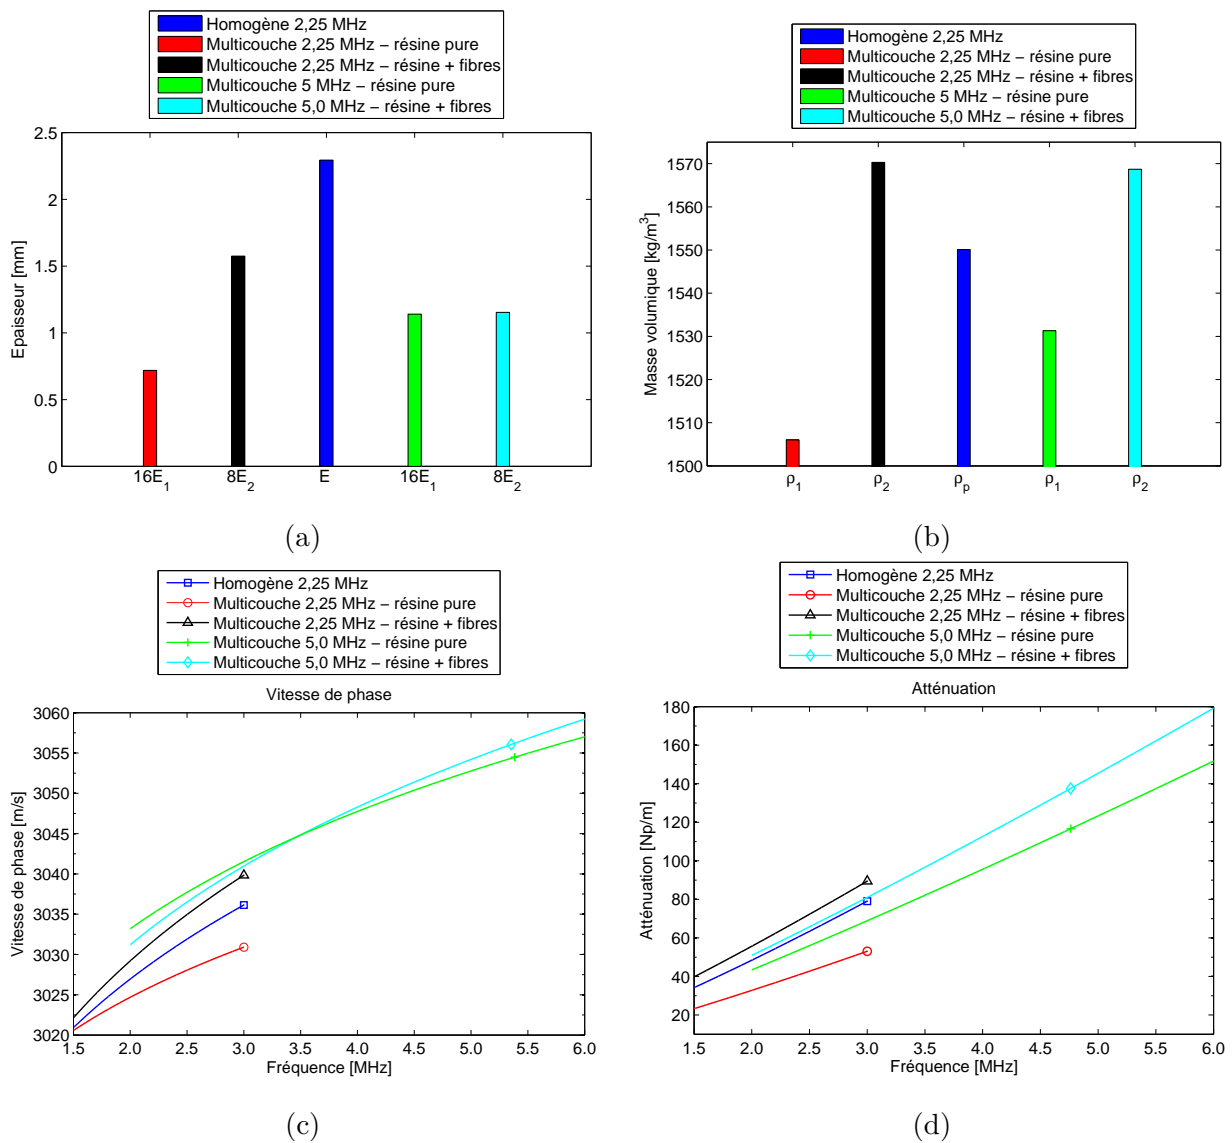 Homogène 2,25 MHz
Multicouche 2,25 MHz − résine pure
Multicouche 2,25 MHz − résine + fibres
Multicouche 5 MHz − résine pure
Multicouche 5,0 MHz − résine + fibres
2.5
2
1.5
1
0.5
0
Epaisseur [mm]
16E1
8E2
E
16E1
8E2
(a)
Homogène 2,25 MHz
Multicouche 2,25 MHz − résine pure
Multicouche 2,25 MHz − résine + fibres
Multicouche 5 MHz − résine pure
Multicouche 5,0 MHz − résine + fibres
1570
1560
1550
1540
1530
1520
1510
1500
Masse volumique [kg/m3]
ρ1
ρ2
ρp
ρ1
ρ2
(b)
Homogène 2,25 MHz
Multicouche 2,25 MHz − résine pure
Multicouche 2,25 MHz − résine + fibres
Multicouche 5,0 MHz − résine pure
Multicouche 5,0 MHz − résine + fibres
Vitesse de phase
3060
3055
3050
3045
3040
3035
3030
3025
3020
Vitesse de phase [m/s]
1.5 2.0 2.5 3.0 3.5 4.0 4.5 5.0 5.5 6.0
Fréquence [MHz]
(c)
Homogène 2,25 MHz
Multicouche 2,25 MHz − résine pure
Multicouche 2,25 MHz − résine + fibres
Multicouche 5,0 MHz − résine pure
Multicouche 5,0 MHz − résine + fibres
Atténuation
180
160
140
120
100
80
60
40
20
Atténuation [Np/m]
1.5 2.0 2.5 3.0 3.5 4.0 4.5 5.0 5.5 6.0
Fréquence [MHz]
(d)